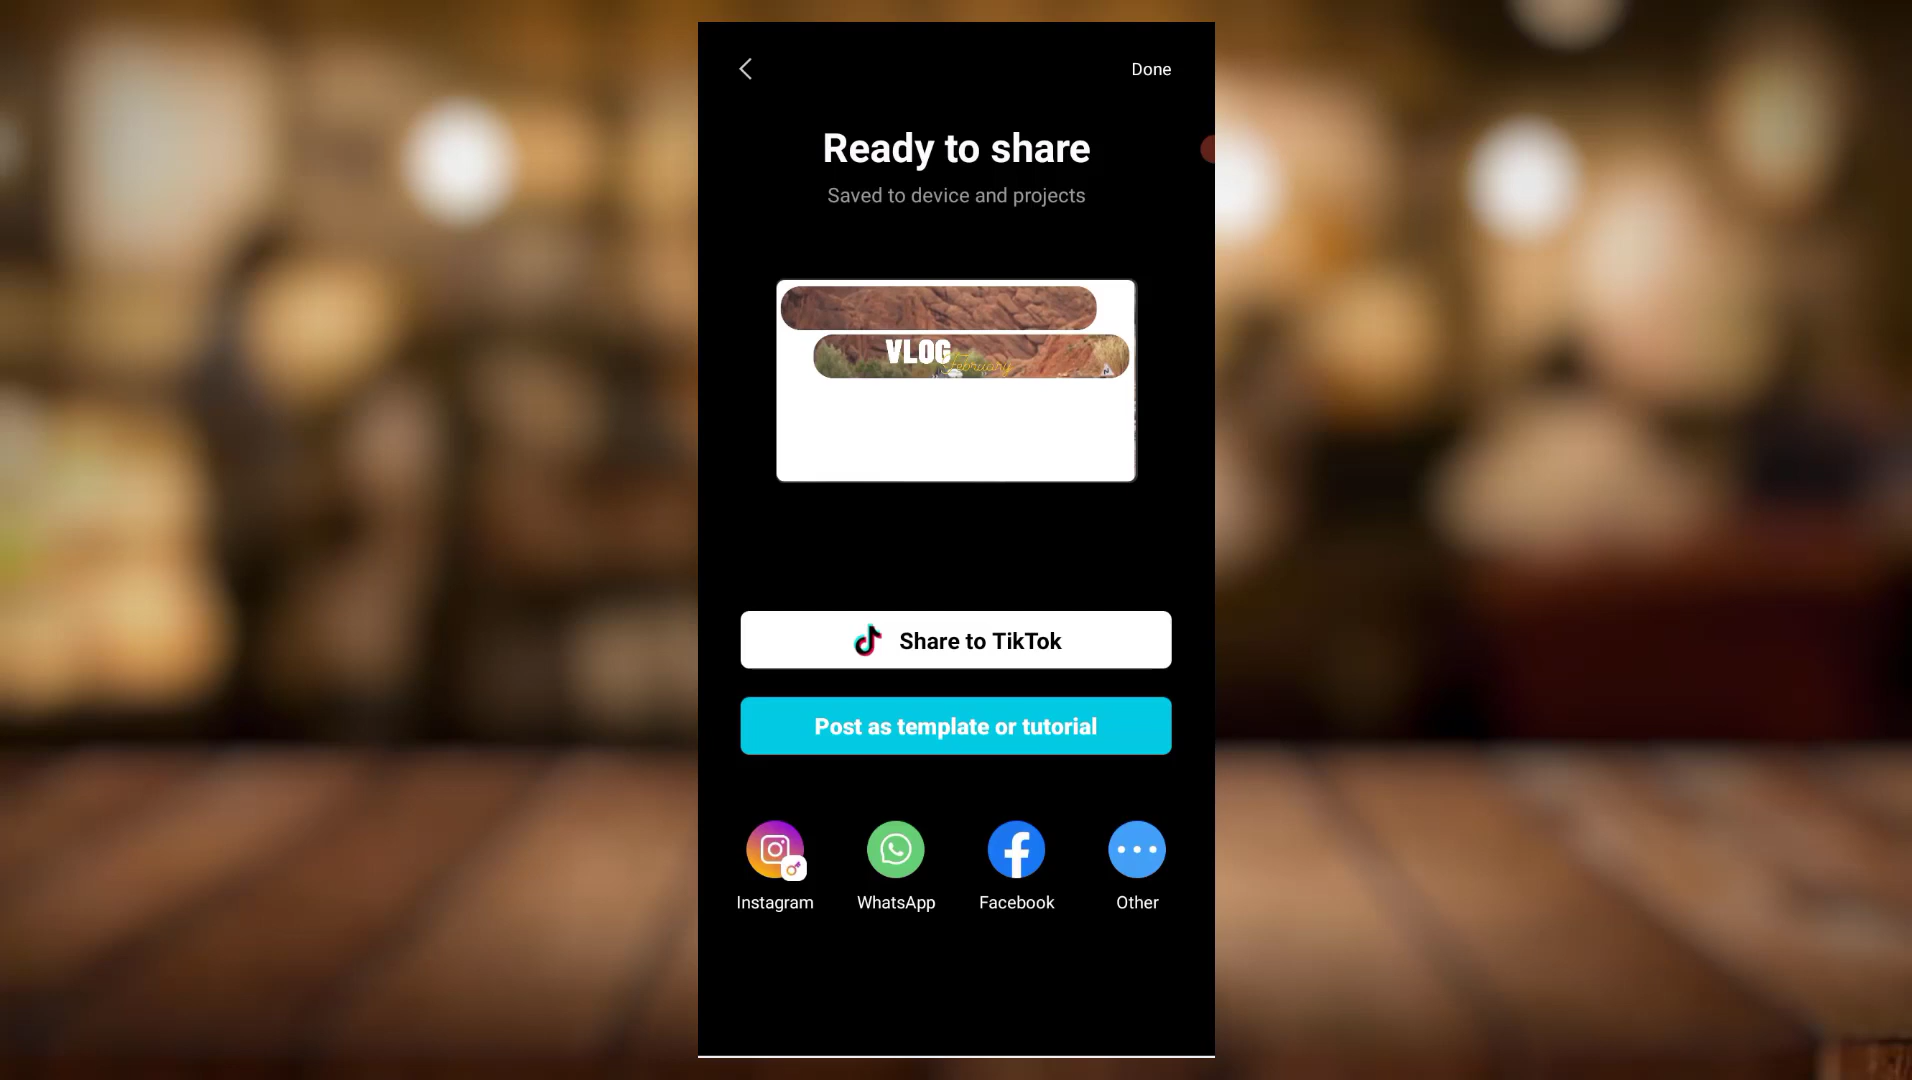 Done
Ready to share
Saved to device and projects
VLOG
February
Share to TikTok
Post as template or tutorial
Instagram
WhatsApp
Facebook
Other